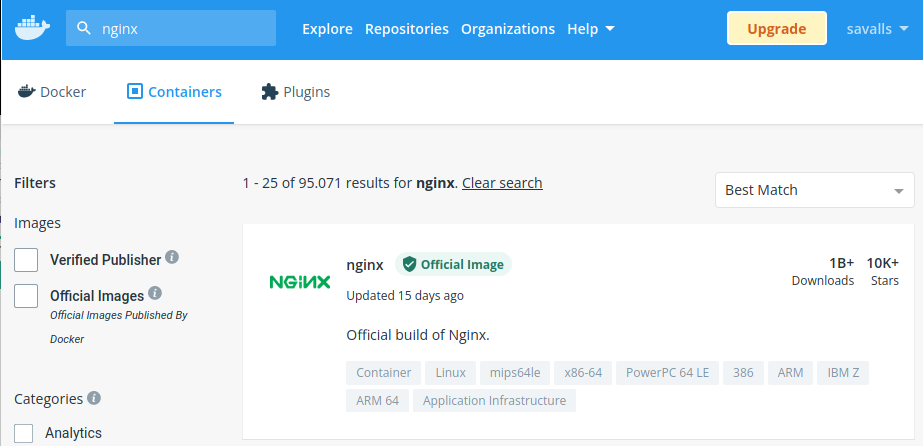 nginx
Explore Repositories Organizations Help
Upgrade
savalls
Docker
Containers
Plugins
Filters
1 - 25 of 95.071 results for nginx. Clear search
Best Match
Images
Verified Publisher
Official Images
Official Images Published By
Docker
Categories
Analytics
NGINX
nginx Official Image
Updated 15 days ago
1B+ 10K+
Downloads Stars
Official build of Nginx.
Container Linux mips64le x86-64 PowerPC 64 LE 386 ARM IBM Z
ARM 64 Application Infrastructure